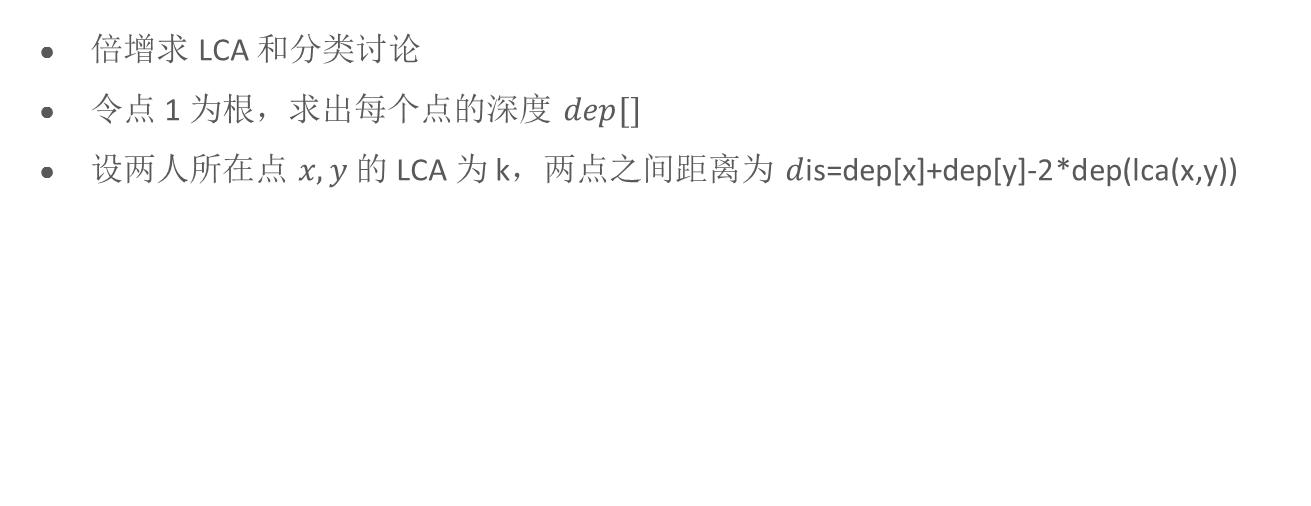 • 倍增求 LCA 和分类讨论
• 令点 1 为根，求出每个点的深度 dep[]
• 设两人所在点 x, y 的 LCA 为 k，两点之间距离为 dis=dep[x]+dep[y]-2*dep(lca(x,y))